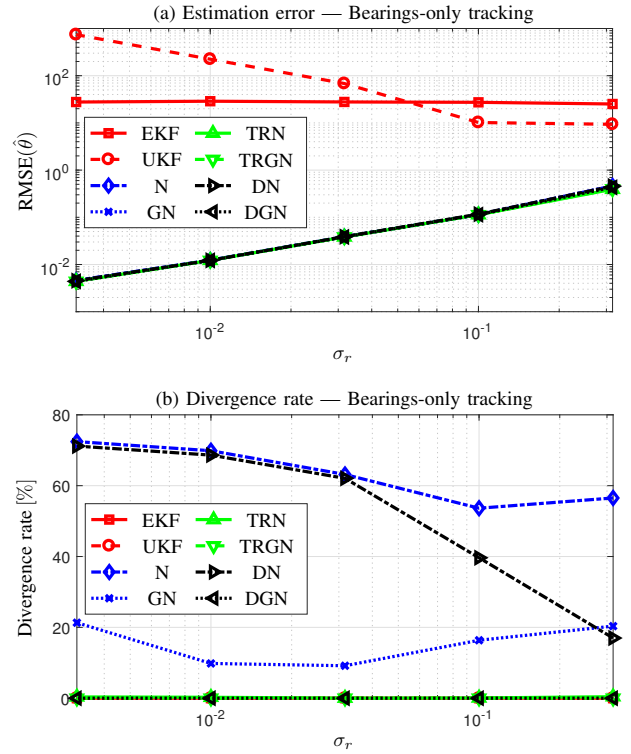 (a) Estimation error — Bearings-only tracking
RMSE(θ̂)
10^2
10^0
10^-2
EKF TRN
UKF TRGN
N DN
GN DGN
10^-2 10^-1
σ_r
(b) Divergence rate — Bearings-only tracking
Divergence rate [%]
80
60
40
20
0
EKF TRN
UKF TRGN
N DN
GN DGN
10^-2 10^-1
σ_r